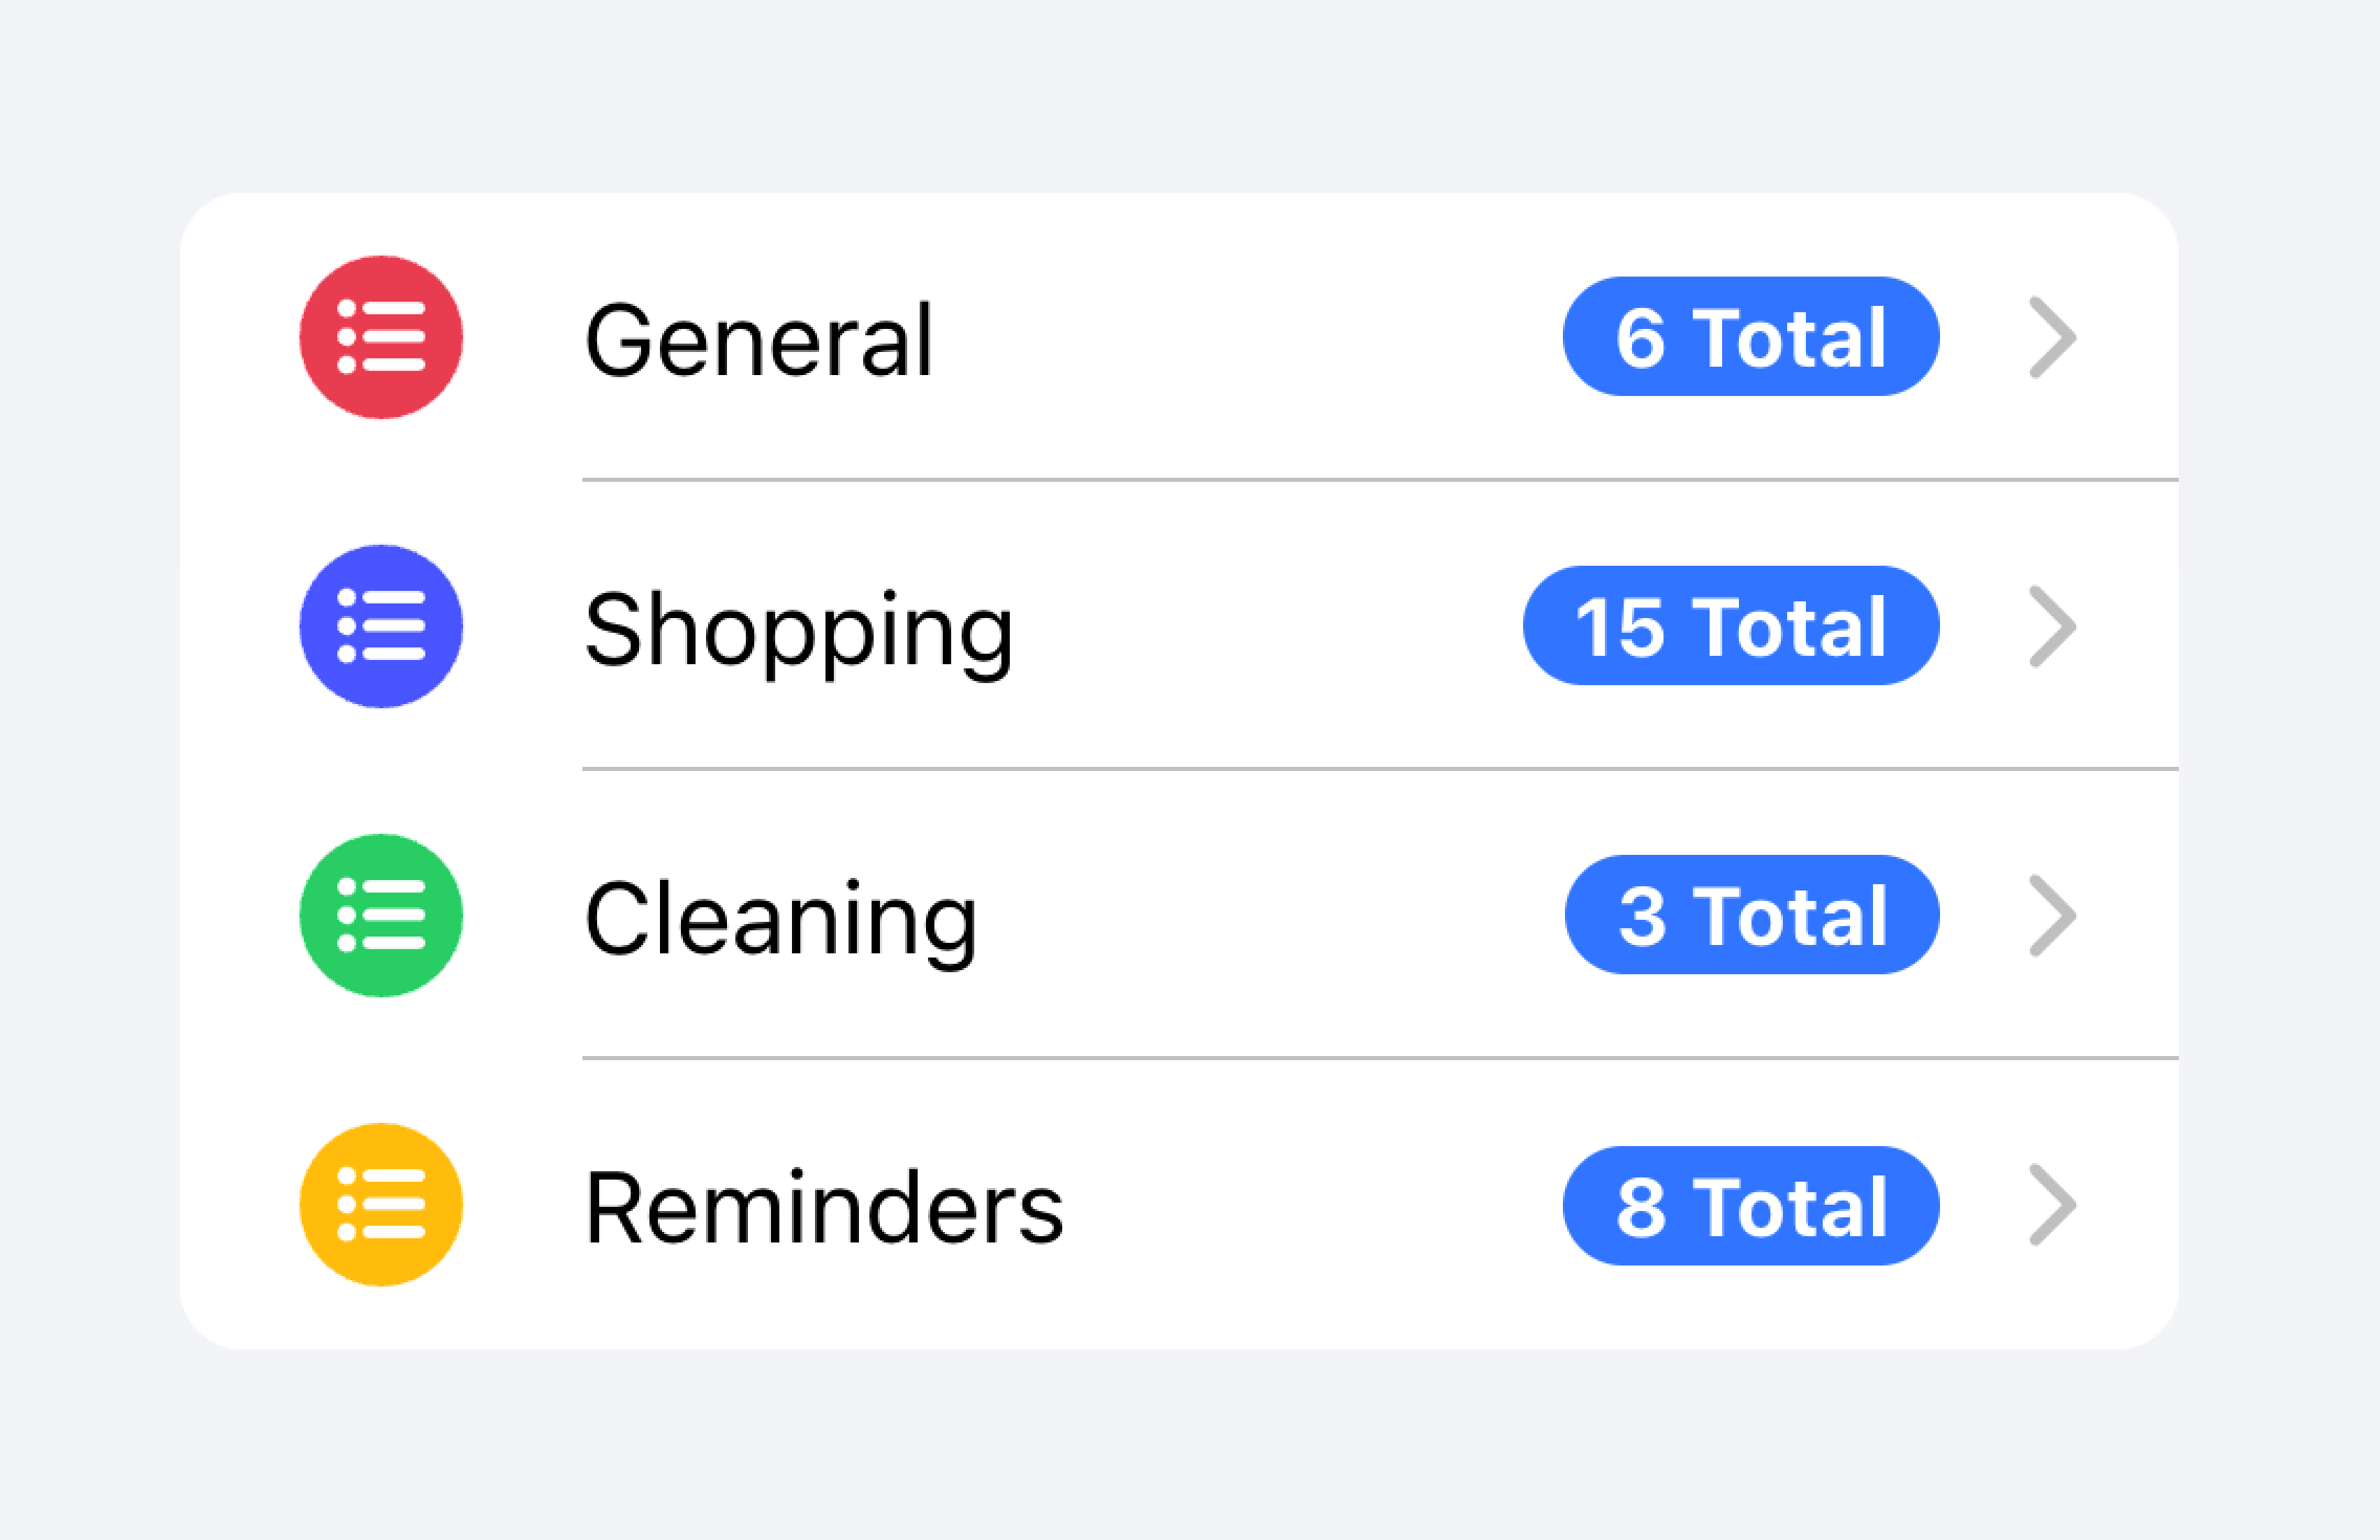 General 6 Total
Shopping 15 Total
Cleaning 3 Total
Reminders 8 Total